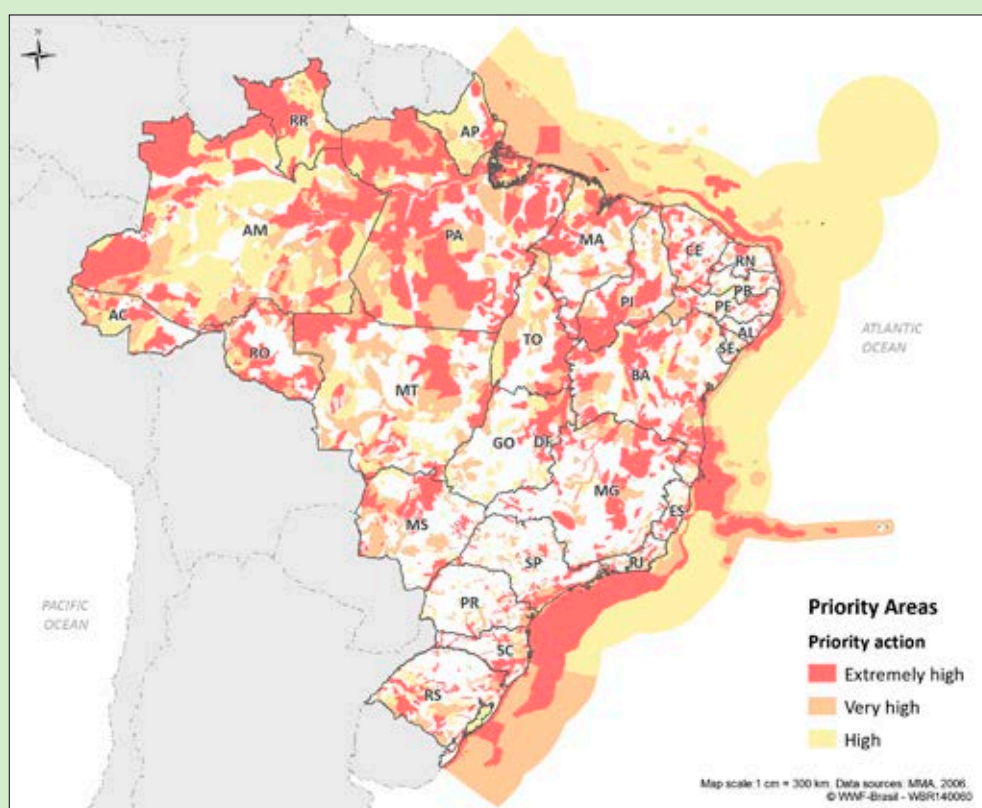 N
RR
AP
AM
PA
MA
CE
RN
PB
PE
AL
SE
PI
AC
RO
TO
BA
MT
GO
DF
MG
ES
MS
SP
RJ
PR
SC
RS
ATLANTIC
OCEAN
PACIFIC
OCEAN
Priority Areas
Priority action
Extremely high
Very high
High
Map scale 1 cm = 300 km. Data sources: MMA, 2006.
© WWF-Brasil - WBR140060